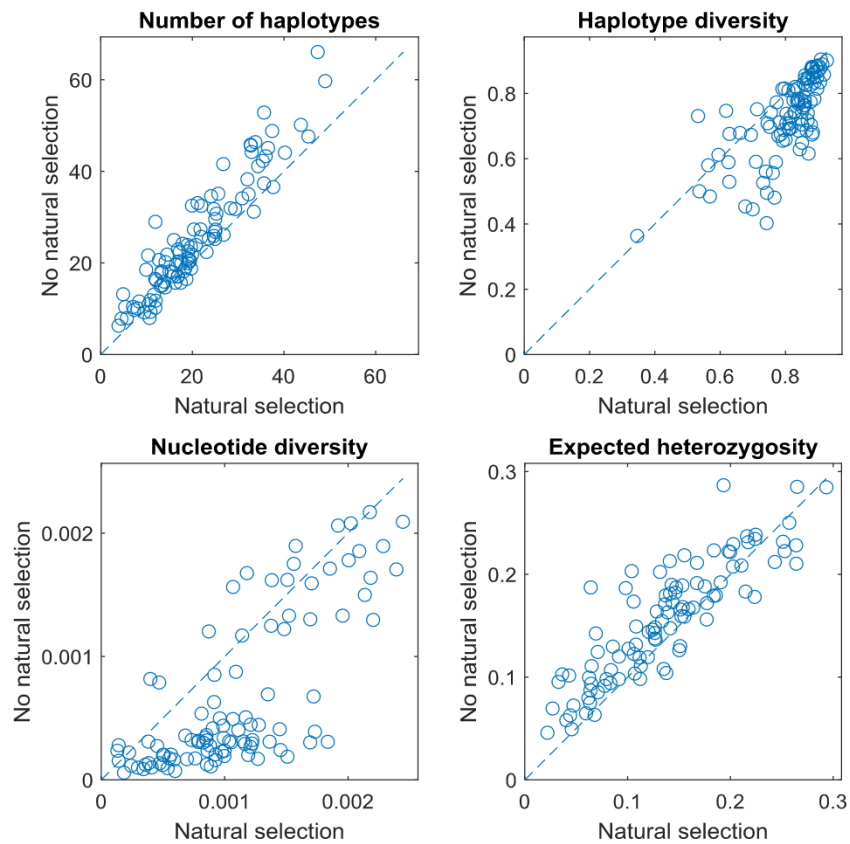 Number of haplotypes
No natural selection
60
40
20
0
0 20 40 60
Natural selection
Haplotype diversity
No natural selection
0.8
0.6
0.4
0.2
0
0 0.2 0.4 0.6 0.8
Natural selection
Nucleotide diversity
No natural selection
0.002
0.001
0
0 0.001 0.002
Natural selection
Expected heterozygosity
No natural selection
0.3
0.2
0.1
0
0 0.1 0.2 0.3
Natural selection